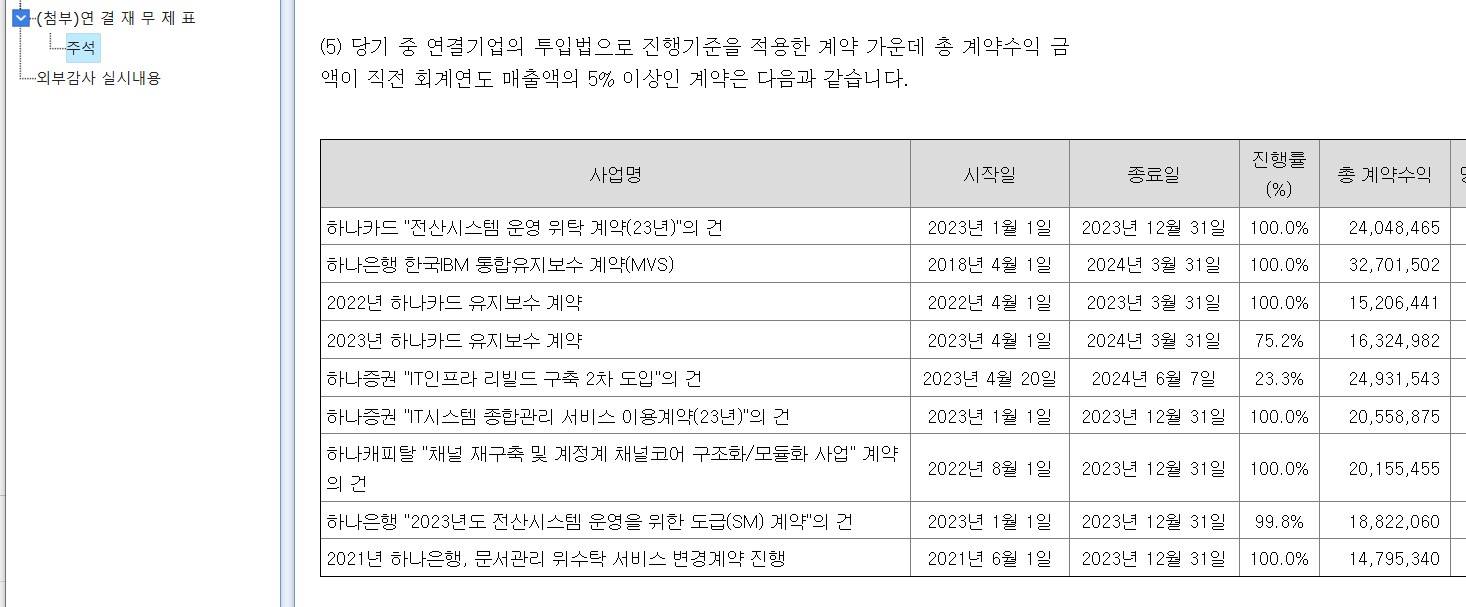 (첨부)연 결 재 무 제 표
주석
외부감사 실시내용
(5) 당기 중 연결기업의 투입법으로 진행기준을 적용한 계약 가운데 총 계약수익 금
액이 직전 회계연도 매출액의 5% 이상인 계약은 다음과 같습니다.
사업명 시작일 종료일 진행률 (%) 총 계약수익
하나카드 "전산시스템 운영 위탁 계약(23년)"의 건 2023년 1월 1일 2023년 12월 31일 100.0% 24,048,465
하나은행 한국IBM 통합유지보수 계약(MVS) 2018년 4월 1일 2024년 3월 31일 100.0% 32,701,502
2022년 하나카드 유지보수 계약 2022년 4월 1일 2023년 3월 31일 100.0% 15,206,441
2023년 하나카드 유지보수 계약 2023년 4월 1일 2024년 3월 31일 75.2% 16,324,982
하나증권 "IT인프라 리빌드 구축 2차 도입"의 건 2023년 4월 20일 2024년 6월 7일 23.3% 24,931,543
하나증권 "IT시스템 종합관리 서비스 이용계약(23년)"의 건 2023년 1월 1일 2023년 12월 31일 100.0% 20,558,875
하나캐피탈 "채널 재구축 및 계정계 채널코어 구조화/모듈화 사업" 계약
의 건 2022년 8월 1일 2023년 12월 31일 100.0% 20,155,455
하나은행 "2023년도 전산시스템 운영을 위한 도급(SM) 계약"의 건 2023년 1월 1일 2023년 12월 31일 99.8% 18,822,060
2021년 하나은행, 문서관리 위수탁 서비스 변경계약 진행 2021년 6월 1일 2023년 12월 31일 100.0% 14,795,340